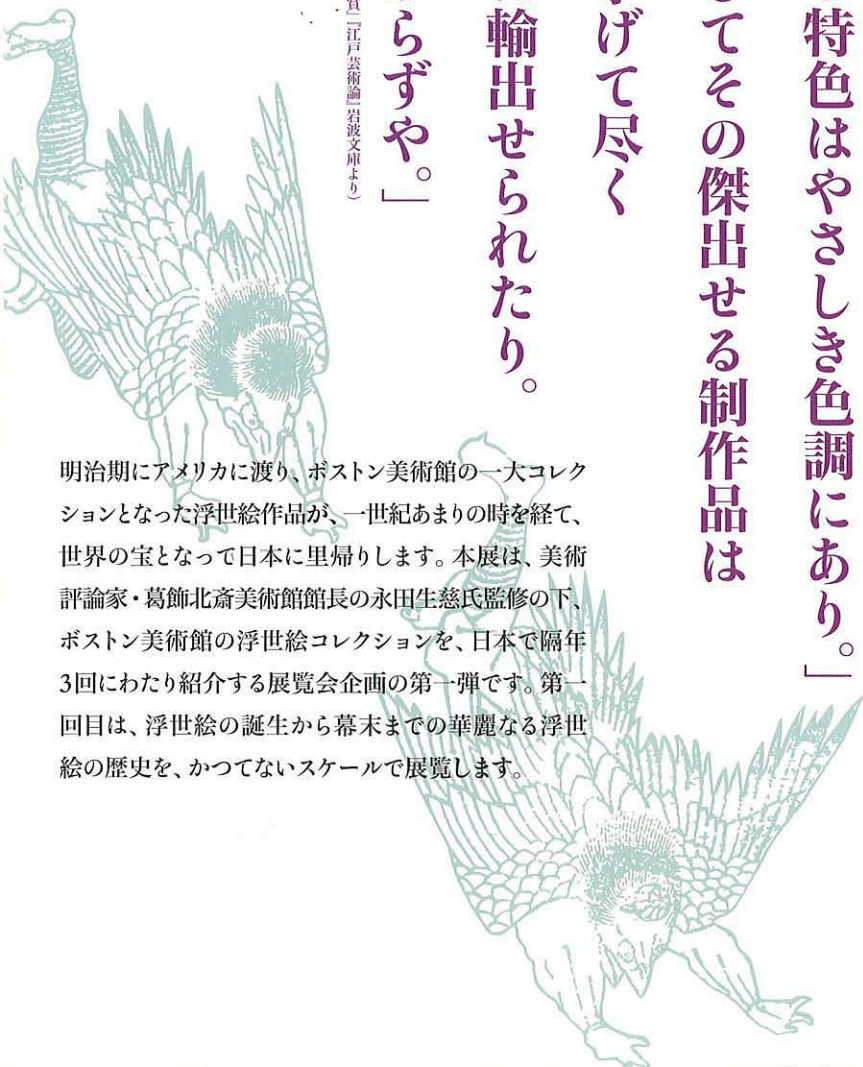 特色はやさしき色調にあり。」
してその傑出せる制作品は
げて尽く
輸出せられたり。
らずや。」
賞」『江戸芸術論』岩波文庫より）
明治期にアメリカに渡り、ボストン美術館の一大コレク
ションとなった浮世絵作品が、一世紀あまりの時を経て、
世界の宝となって日本に里帰りします。本展は、美術
評論家・葛飾北斎美術館館長の永田生慈氏監修の下、
ボストン美術館の浮世絵コレクションを、日本で隔年
3回にわたり紹介する展覧会企画の第一弾です。第一
回目は、浮世絵の誕生から幕末までの華麗なる浮世
絵の歴史を、かつてないスケールで展覧します。